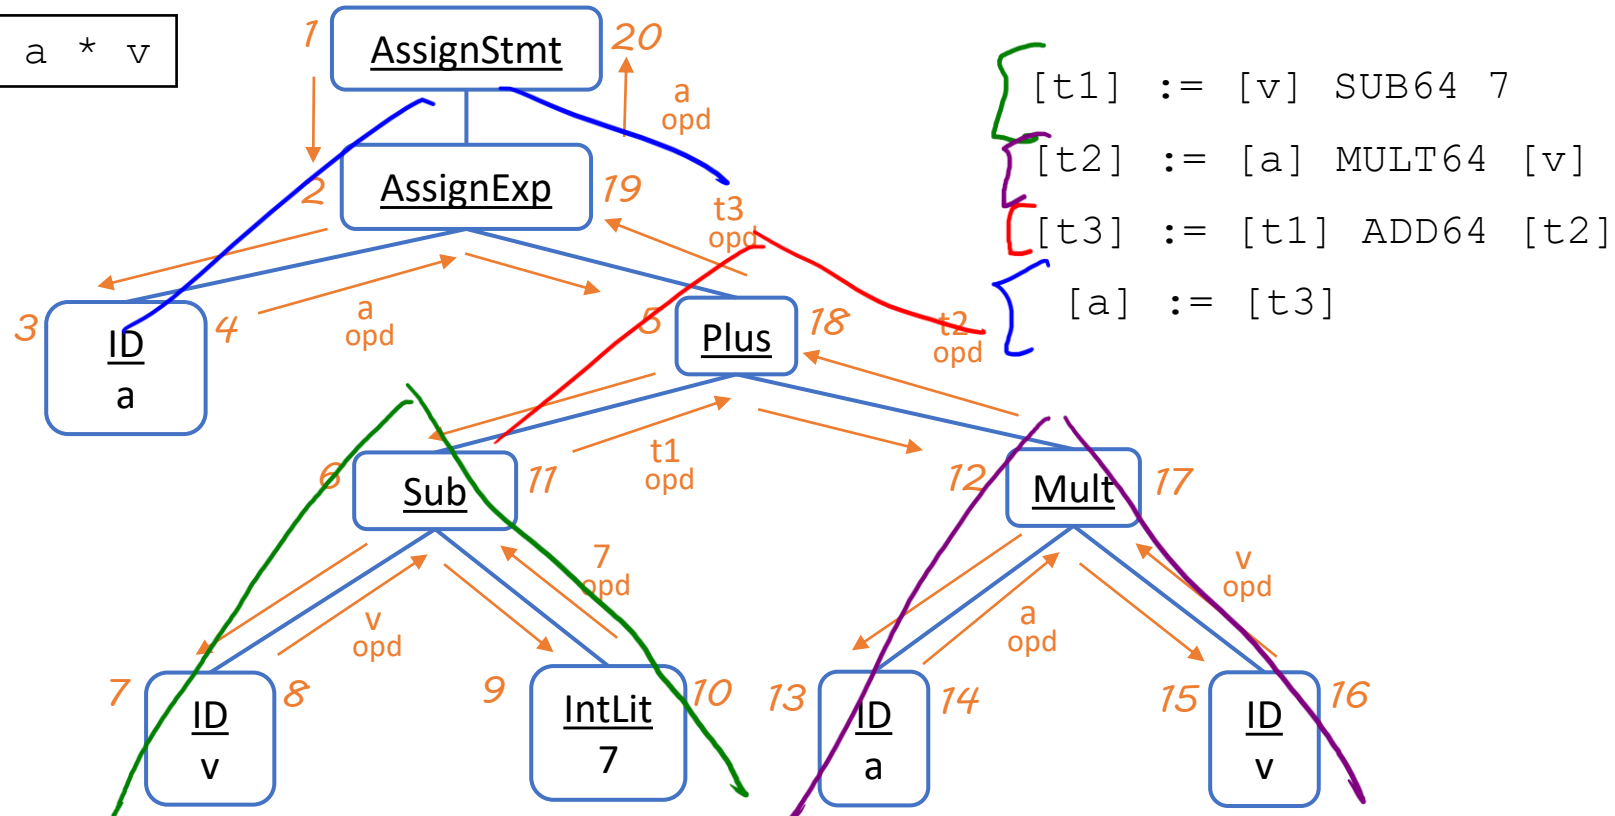 a * v
1
AssignStmt
20
a
opd
2
AssignExp
19
t3
opd
3
ID
a
4
a
opd
5
Plus
18
t2
opd
6
Sub
11
t1
opd
12
Mult
17
7
ID
v
8
v
opd
9
IntLit
7
10
7
opd
13
ID
a
14
a
opd
15
ID
v
16
v
opd
[t1] := [v] SUB64 7
[t2] := [a] MULT64 [v]
[t3] := [t1] ADD64 [t2]
[a] := [t3]